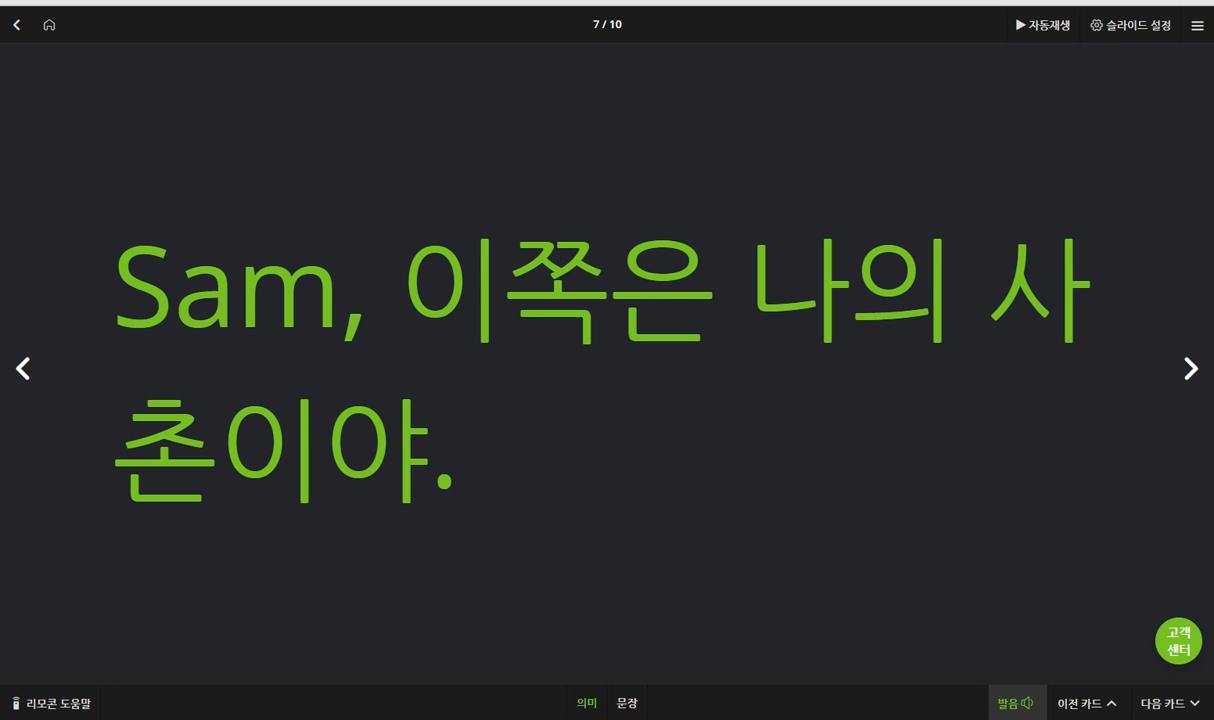 7 / 10
자동재생
슬라이드 설정
Sam, 이쪽은 나의 사
촌이야.
고객
센터
리모콘 도움말
의미
문장
발음
이전 카드
다음 카드